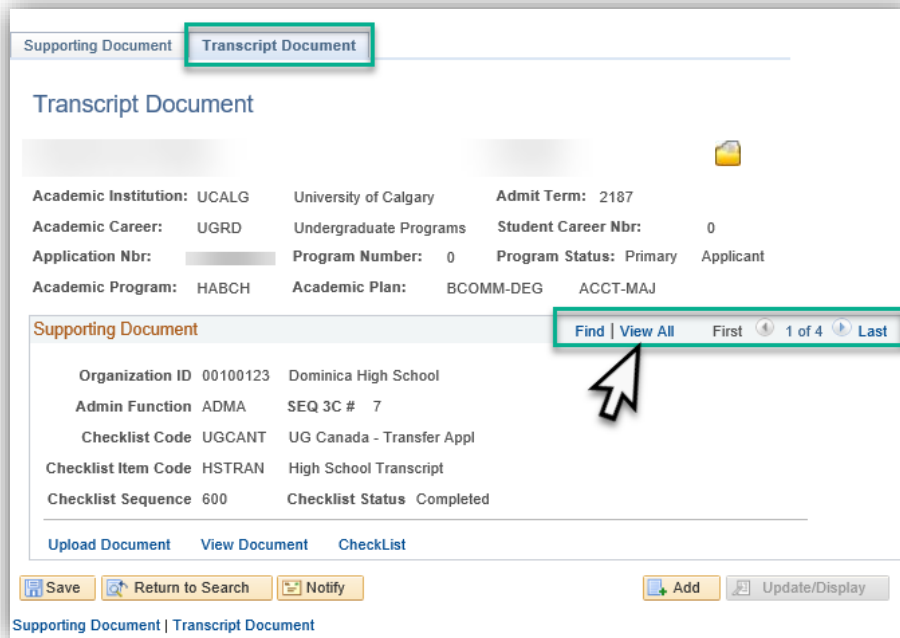 Supporting Document Transcript Document
Transcript Document
Academic Institution: UCALG University of Calgary Admit Term: 2187
Academic Career: UGRD Undergraduate Programs Student Career Nbr: 0
Application Nbr: Program Number: 0 Program Status: Primary Applicant
Academic Program: HABCH Academic Plan: BCOMM-DEG ACCT-MAJ
Supporting Document Find | View All First 1 of 4 Last
Organization ID 00100123 Dominica High School
Admin Function ADMA SEQ 3C # 7
Checklist Code UGCANT UG Canada - Transfer Appl
Checklist Item Code HSTRAN High School Transcript
Checklist Sequence 600 Checklist Status Completed
Upload Document View Document CheckList
Save Return to Search Notify Add Update/Display
Supporting Document | Transcript Document